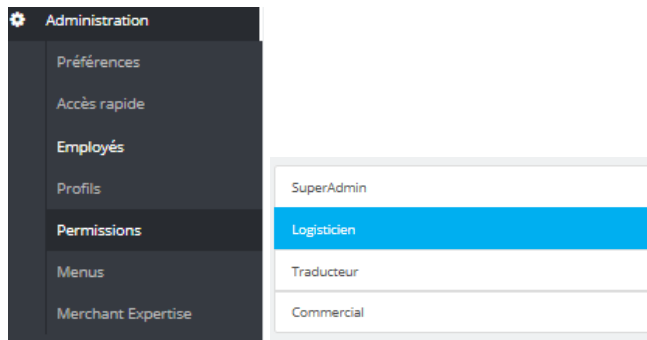 Administration
Préférences
Accès rapide
Employés
Profils
Permissions
Menus
Merchant Expertise
SuperAdmin
Logisticien
Traducteur
Commercial